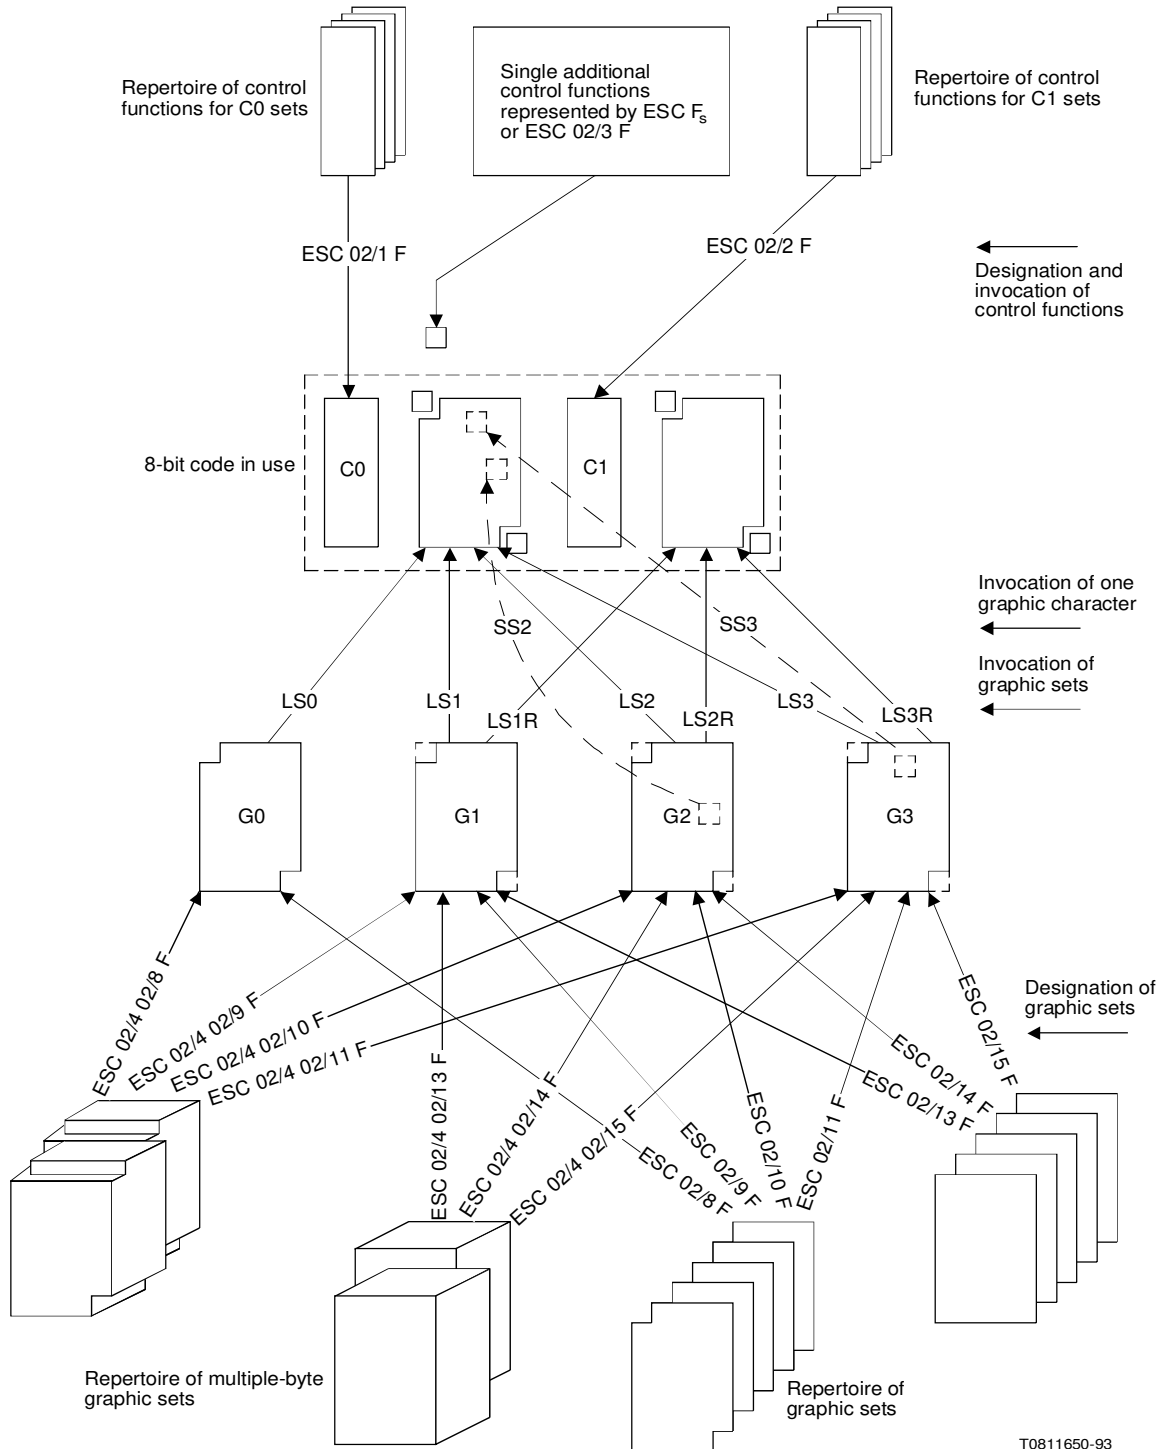 Repertoire of control
functions for C0 sets
Single additional
control functions
represented by ESC Fs
or ESC 02/3 F
Repertoire of control
functions for C1 sets
ESC 02/1 F
ESC 02/2 F
Designation and
invocation of
control functions
8-bit code in use
C0
C1
Invocation of one
graphic character
SS2
SS3
Invocation of
graphic sets
LS0
LS1
LS1R
LS2
LS2R
LS3
LS3R
G0
G1
G2
G3
ESC 02/4 02/8 F
ESC 02/4 02/9 F
ESC 02/4 02/10 F
ESC 02/4 02/11 F
ESC 02/4 02/13 F
ESC 02/4 02/14 F
ESC 02/4 02/15 F
ESC 02/8 F
ESC 02/9 F
ESC 02/10 F
ESC 02/11 F
ESC 02/13 F
ESC 02/14 F
ESC 02/15 F
Designation of
graphic sets
Repertoire of multiple-byte
graphic sets
Repertoire of
graphic sets
T0811650-93